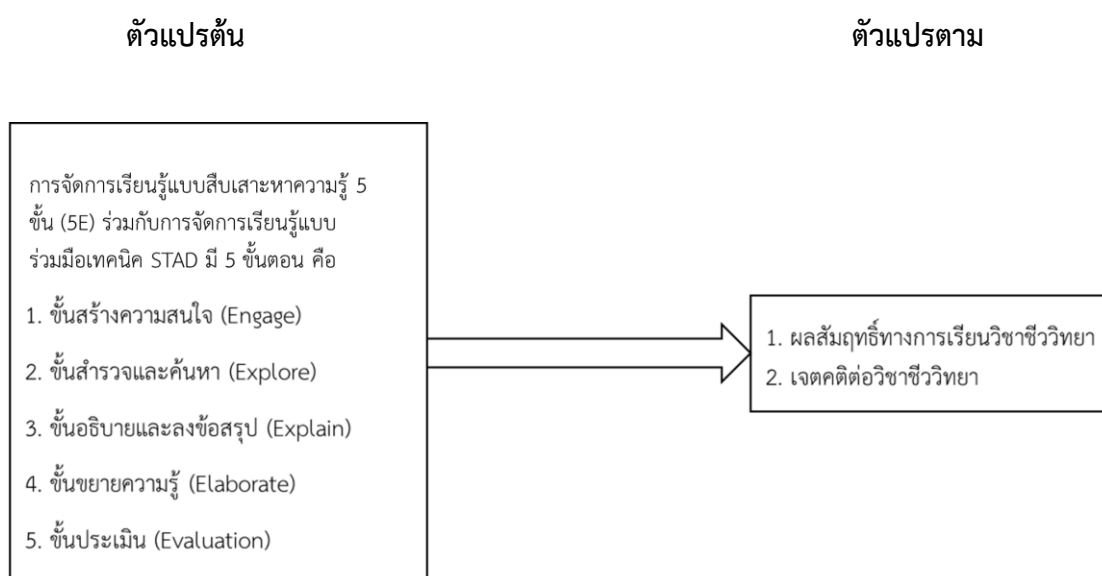 ตัวแปรต้น
ตัวแปรตาม
การจัดการเรียนรู้แบบสืบเสาะหาความรู้ 5
ขั้น (5E) ร่วมกับการจัดการเรียนรู้แบบ
ร่วมมือเทคนิค STAD มี 5 ขั้นตอน คือ
1. ขั้นสร้างความสนใจ (Engage)
2. ขั้นสำรวจและค้นหา (Explore)
3. ขั้นอธิบายและลงข้อสรุป (Explain)
4. ขั้นขยายความรู้ (Elaborate)
5. ขั้นประเมิน (Evaluation)
1. ผลสัมฤทธิ์ทางการเรียนวิชาชีววิทยา
2. เจตคติต่อวิชาชีววิทยา